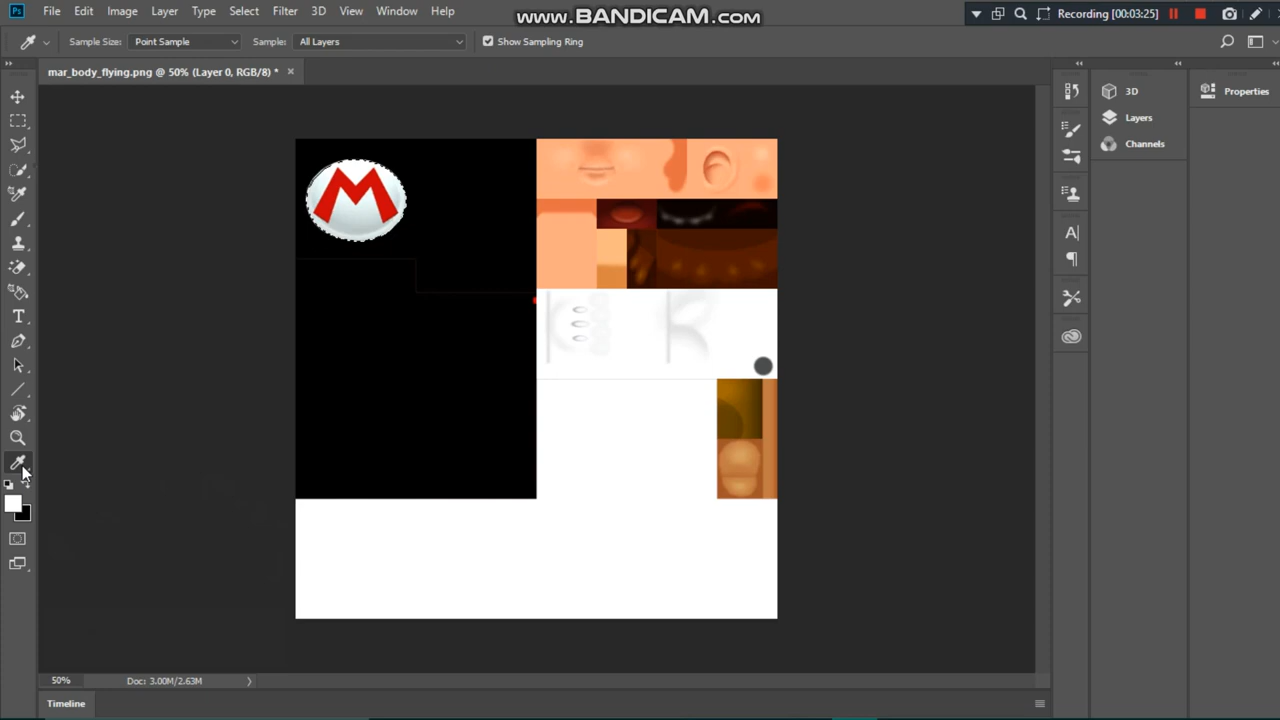 www.BANDICAM.com
Recording [00:03:25]
Ps File Edit Image Layer Type Select Filter 3D View Window Help
Sample Size: Point Sample Sample: All Layers Show Sampling Ring
mar_body_flying.png @ 50% (Layer 0, RGB/8) * ×
3D
Properties
Layers
Channels
M
50% Doc: 3.00M/2.63M
Timeline